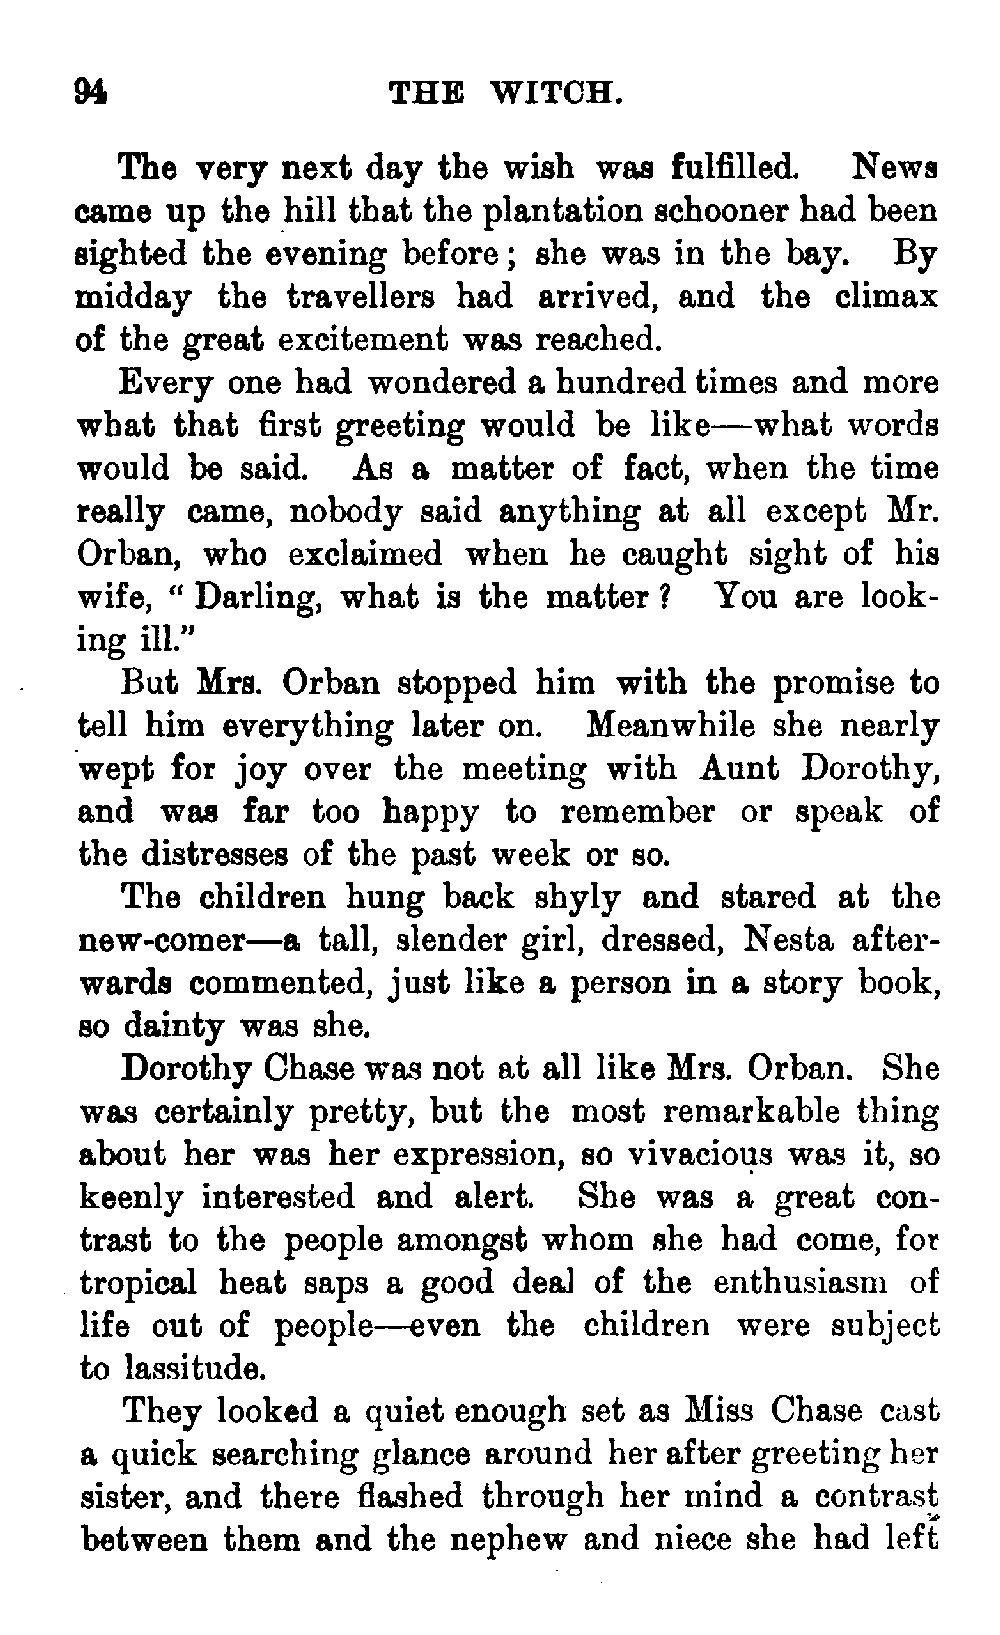 94 THE WITCH.
The very next day the wish was fulfilled. News
came up the hill that the plantation schooner had been
sighted the evening before; she was in the bay. By
midday the travellers had arrived, and the climax
of the great excitement was reached.
Every one had wondered a hundred times and more
what that first greeting would be like—what words
would be said. As a matter of fact, when the time
really came, nobody said anything at all except Mr.
Orban, who exclaimed when he caught sight of his
wife, “Darling, what is the matter? You are look-
ing ill.”
But Mrs. Orban stopped him with the promise to
tell him everything later on. Meanwhile she nearly
wept for joy over the meeting with Aunt Dorothy,
and was far too happy to remember or speak of
the distresses of the past week or so.
The children hung back shyly and stared at the
new-comer—a tall, slender girl, dressed, Nesta after-
wards commented, just like a person in a story book,
so dainty was she.
Dorothy Chase was not at all like Mrs. Orban. She
was certainly pretty, but the most remarkable thing
about her was her expression, so vivacious was it, so
keenly interested and alert. She was a great con-
trast to the people amongst whom she had come, for
tropical heat saps a good deal of the enthusiasm of
life out of people—even the children were subject
to lassitude.
They looked a quiet enough set as Miss Chase cast
a quick searching glance around her after greeting her
sister, and there flashed through her mind a contrast
between them and the nephew and niece she had left